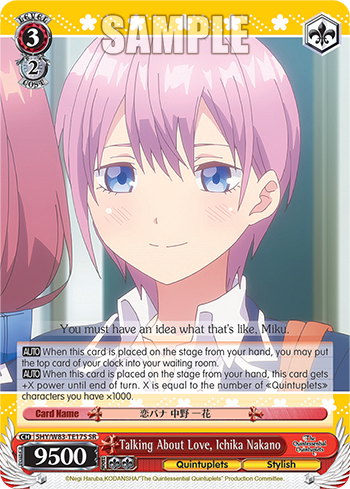 SAMPLE
LEVEL
3
2
COST
You must have an idea what that's like, Miku.
AUTO When this card is placed on the stage from your hand, you may put
the top card of your clock into your waiting room.
AUTO When this card is placed on the stage from your hand, this card gets
+X power until end of turn. X is equal to the number of «Quintuplets»
characters you have ×1000.
Card Name
恋バナ 中野 一花
CH 5HY/W83-TE17S SR
Talking About Love, Ichika Nakano
The Quintessential Quintuplets
POWER
9500
Quintuplets
Stylish
©Negi Haruba,KODANSHA/"The Quintessential Quintuplets" Production Committee.